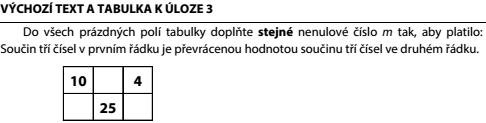 VÝCHOZÍ TEXT A TABULKA K ÚLOZE 3
Do všech prázdných polí tabulky doplňte stejné nenulové číslo m tak, aby platilo:
Součin tří čísel v prvním řádku je převrácenou hodnotou součinu tří čísel ve druhém řádku.
10 4
25